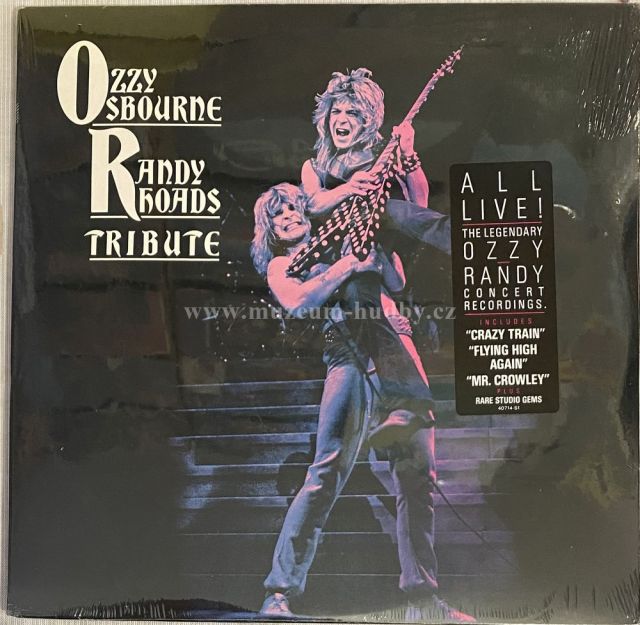 OZZY
OSBOURNE
RANDY
RHOADS
TRIBUTE
ALL
LIVE!
THE LEGENDARY
OZZY
RANDY
CONCERT
RECORDINGS.
INCLUDES
"CRAZY TRAIN"
"FLYING HIGH
AGAIN"
"MR. CROWLEY"
PLUS
RARE STUDIO GEMS
40714-S1
www.muzeum-hudby.cz